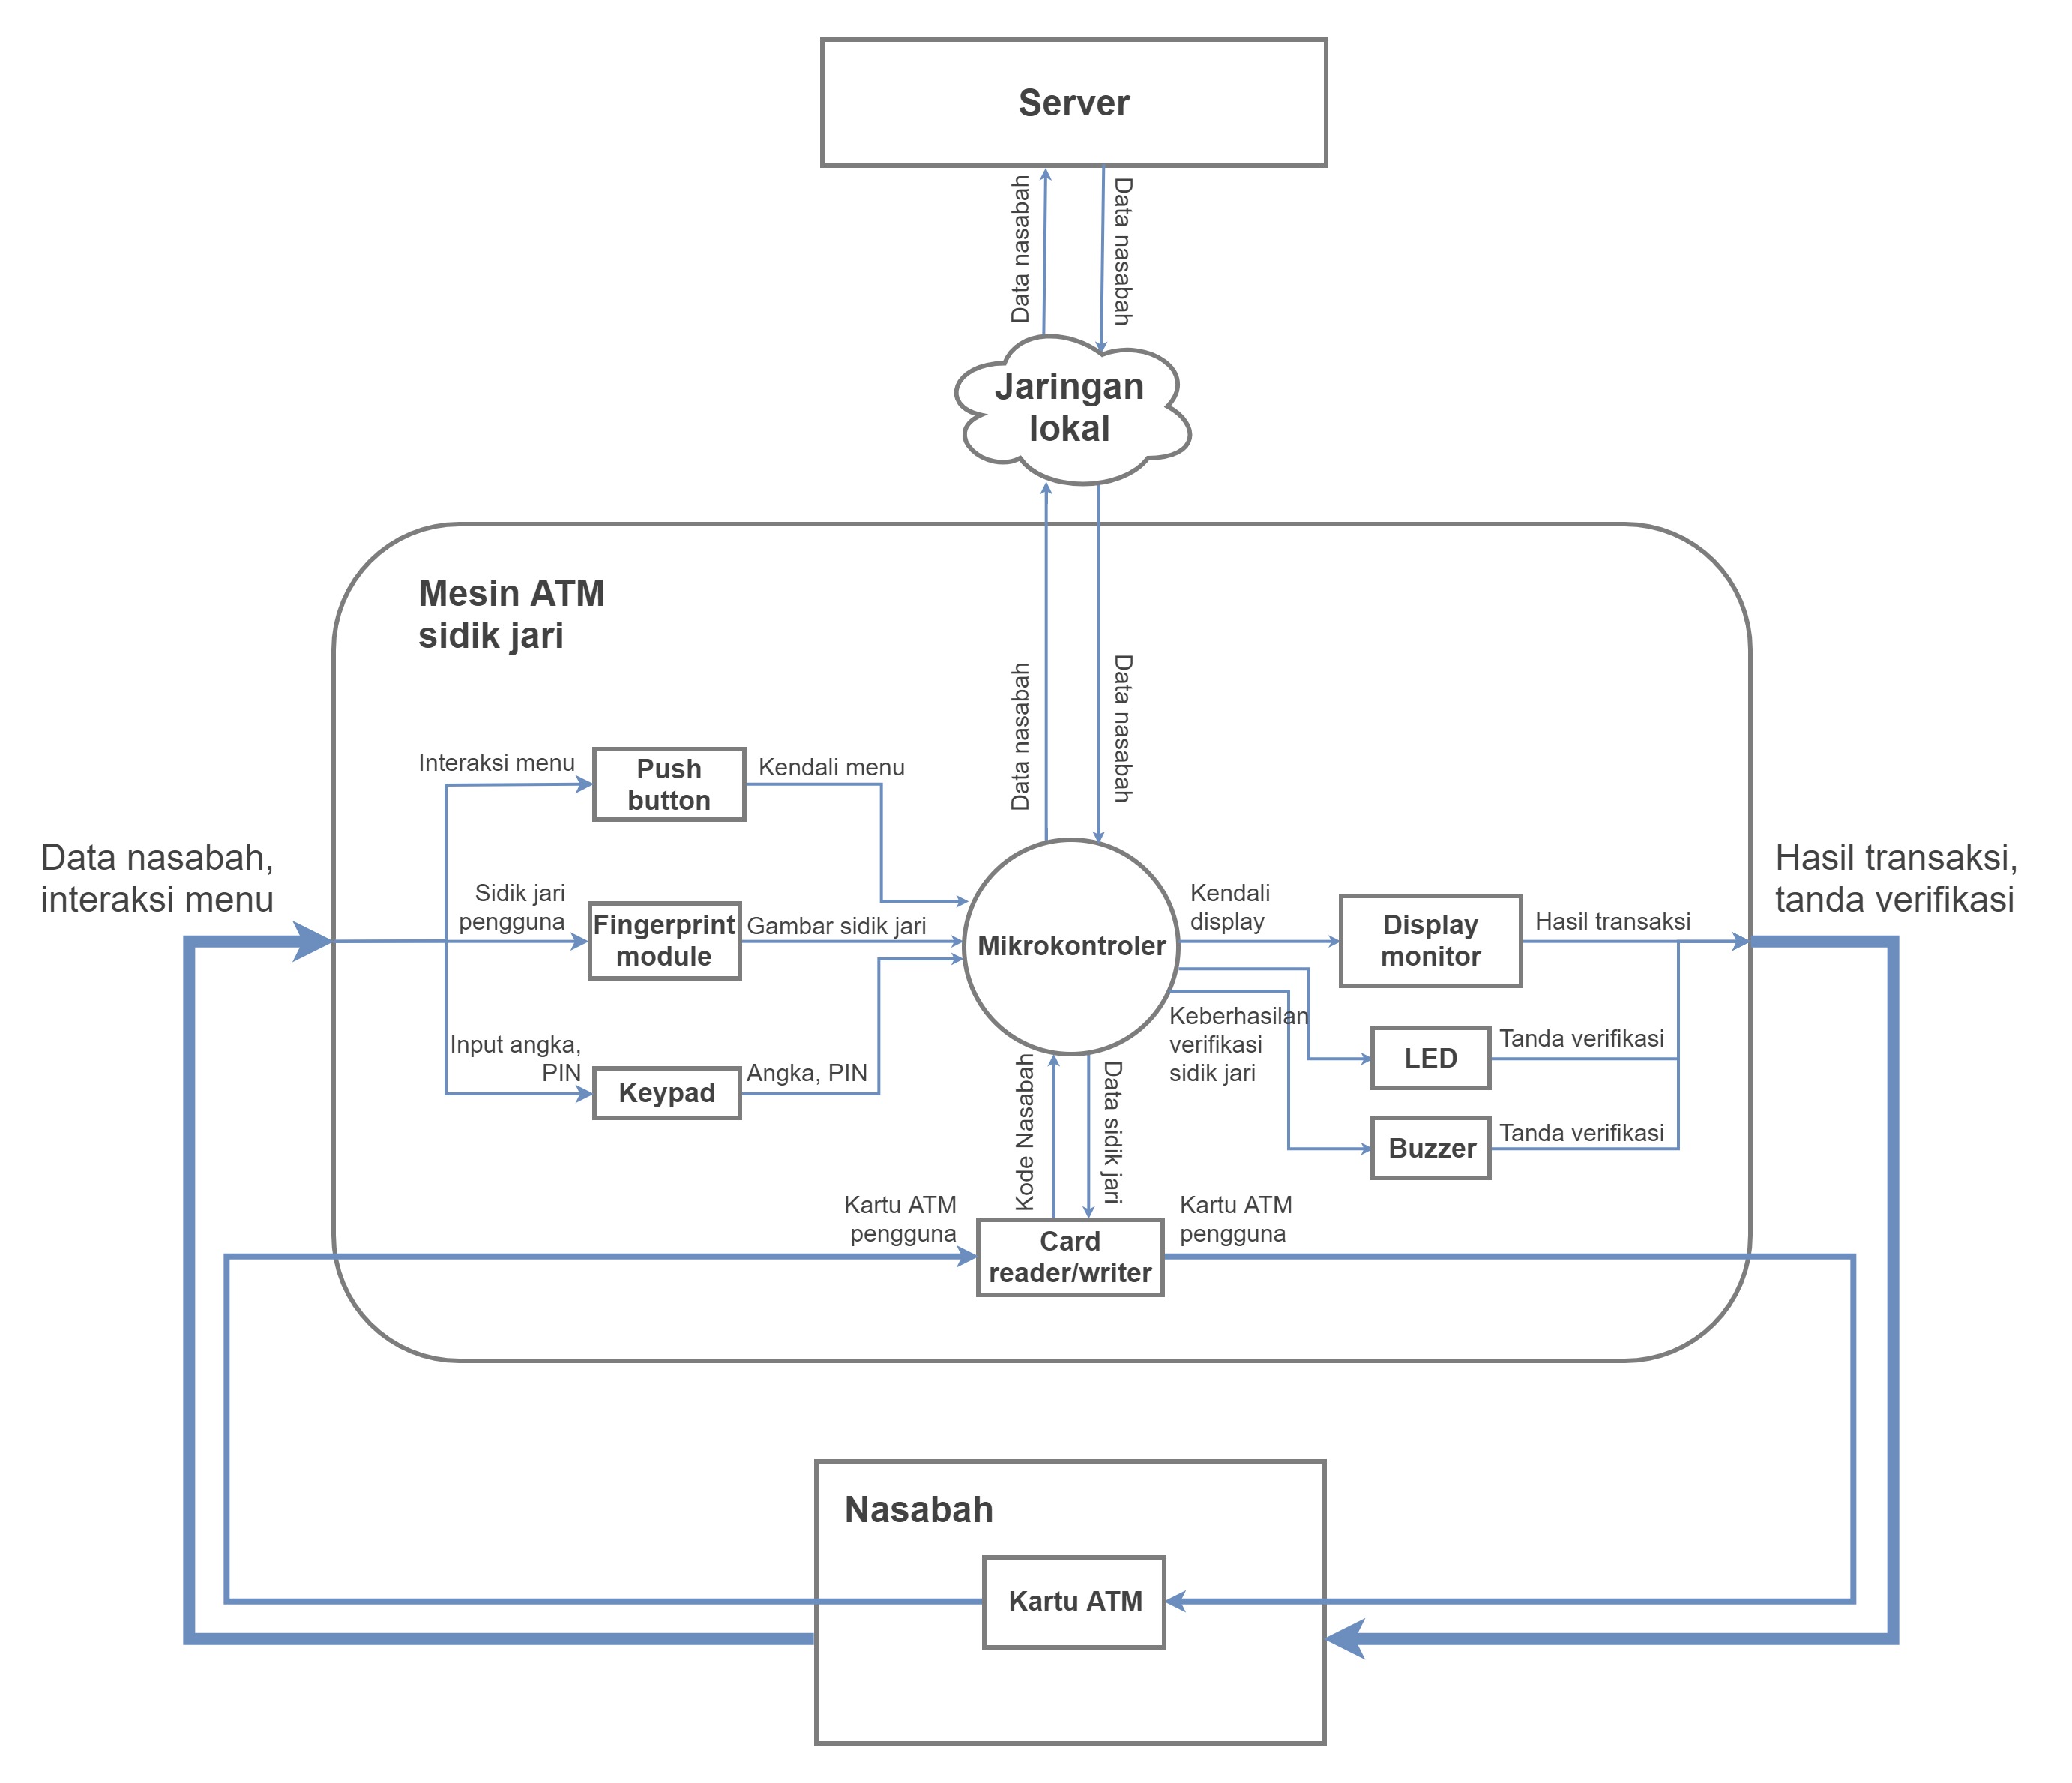 Server
Data nasabah
Data nasabah
Jaringan
lokal
Mesin ATM
sidik jari
Data nasabah
Data nasabah
Interaksi menu
Push
button
Kendali menu
Data nasabah,
interaksi menu
Sidik jari
pengguna
Fingerprint
module
Gambar sidik jari
Input angka,
PIN
Keypad
Angka, PIN
Mikrokontroler
Kendali
display
Display
monitor
Hasil transaksi
Hasil transaksi,
tanda verifikasi
Keberhasilan
verifikasi
sidik jari
LED
Tanda verifikasi
Buzzer
Tanda verifikasi
Kode Nasabah
Data sidik jari
Kartu ATM
pengguna
Card
reader/writer
Kartu ATM
pengguna
Nasabah
Kartu ATM